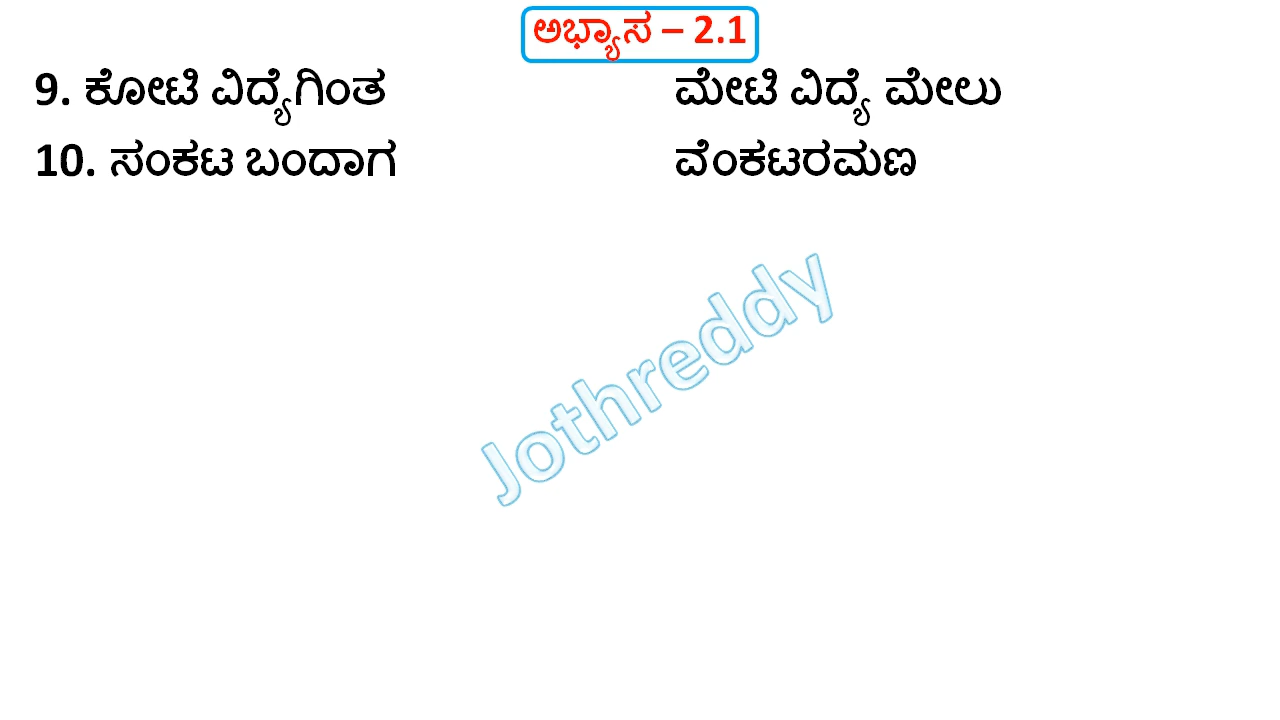 ಅಭ್ಯಾಸ – 2.1
9. ಕೋಟಿ ವಿದ್ಯೆಗಿಂತ ಮೇಟಿ ವಿದ್ಯೆ ಮೇಲು
10. ಸಂಕಟ ಬಂದಾಗ ವೆಂಕಟರಮಣ
Jothreddy